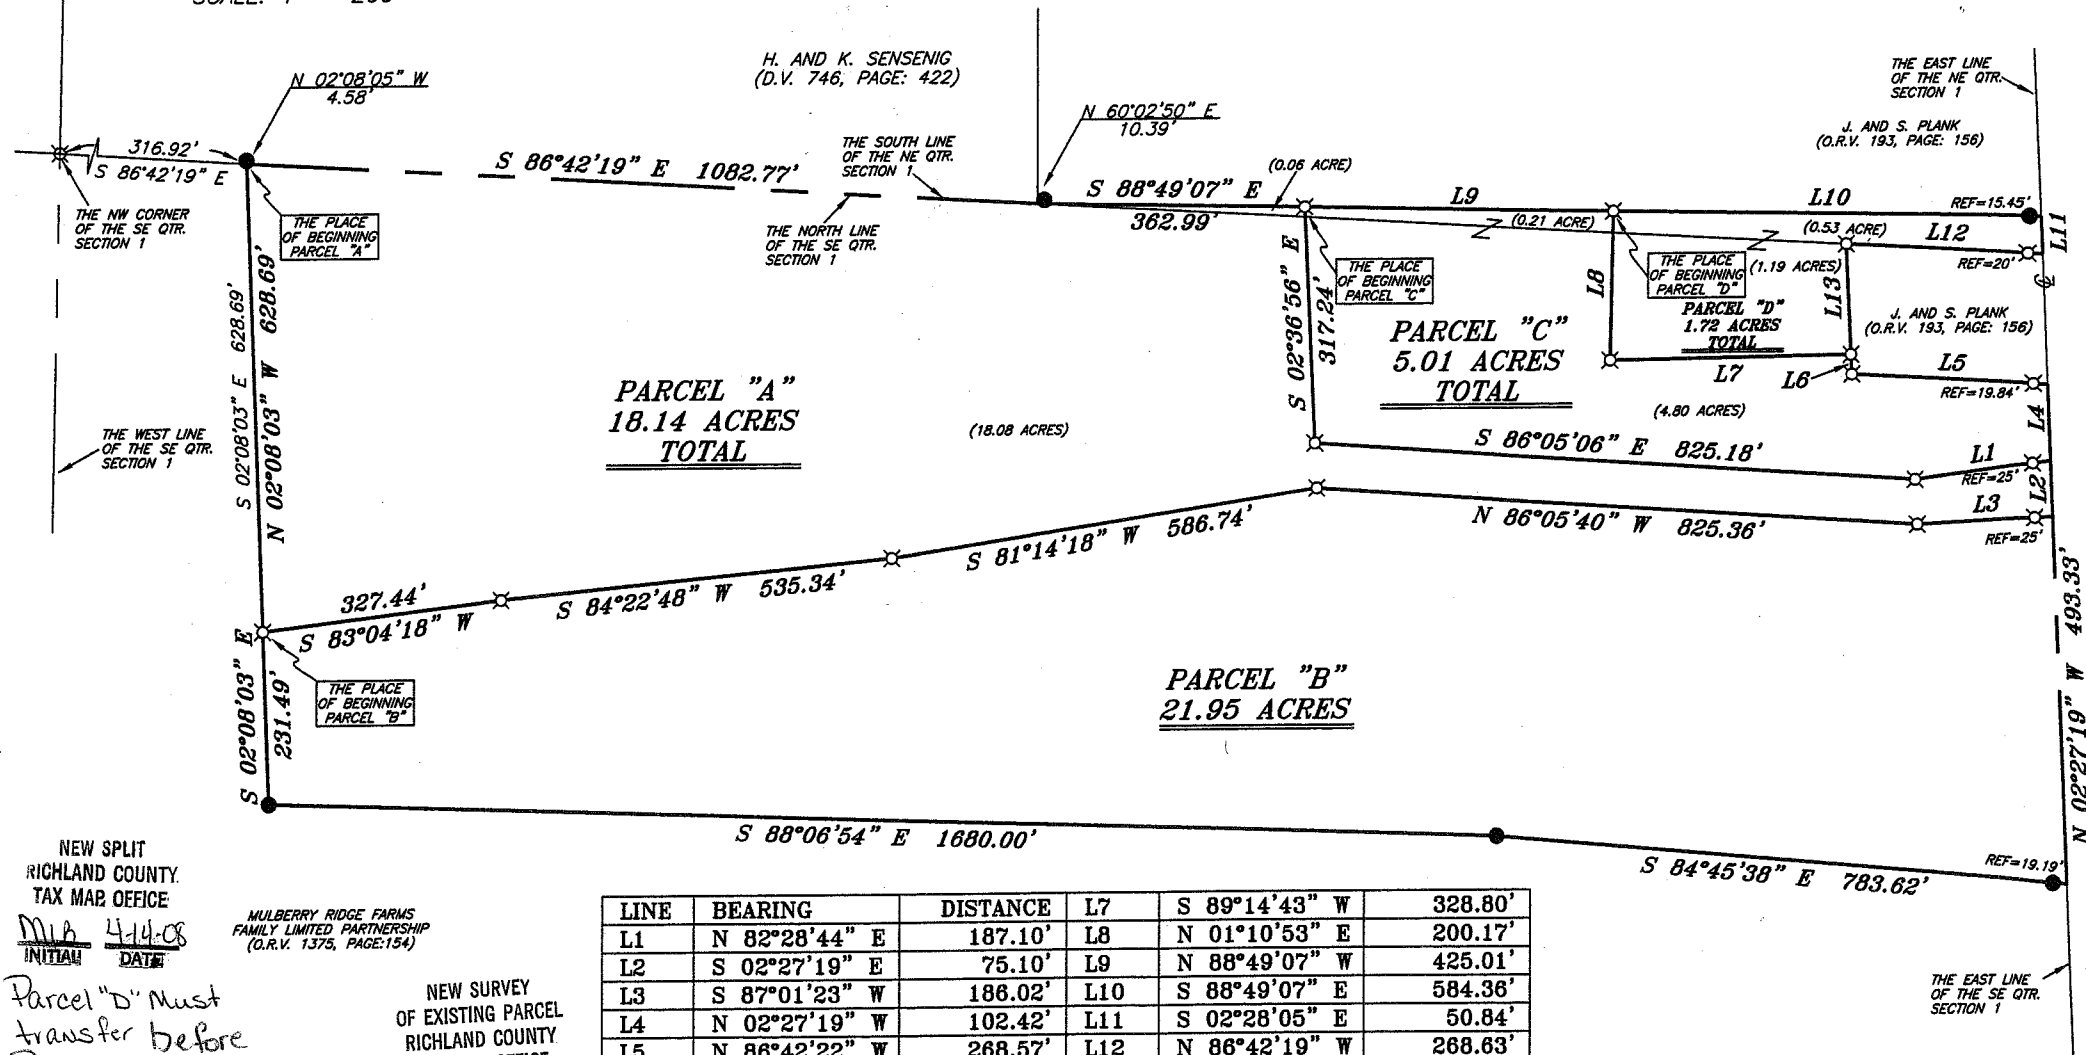 N 02°08'05" W
4.58'
H. AND K. SENSENIG
(D.V. 746, PAGE: 422)
THE EAST LINE
OF THE NE QTR.
SECTION 1
J. AND S. PLANK
(O.R.V. 193, PAGE: 156)
N 60°02'50" E
10.39'
316.92'
S 86°42'19" E
S 86°42'19" E 1082.77'
THE SOUTH LINE
OF THE NE QTR.
SECTION 1
S 88°49'07" E
362.99'
(0.06 ACRE)
L9
L10
REF=15.45'
L11
(0.21 ACRE)
(0.53 ACRE)
L12
REF=20'
THE NW CORNER
OF THE SE QTR.
SECTION 1
THE PLACE
OF BEGINNING
PARCEL "A"
THE NORTH LINE
OF THE SE QTR.
SECTION 1
THE PLACE
OF BEGINNING
PARCEL "C"
THE PLACE
OF BEGINNING
PARCEL "D"
(1.19 ACRES)
L8
L13
S 02°08'03" E 628.69'
N 02°08'03" W 628.69'
S 02°36'56" E
317.24'
PARCEL "C"
5.01 ACRES
TOTAL
PARCEL "D"
1.72 ACRES
TOTAL
J. AND S. PLANK
(O.R.V. 193, PAGE: 156)
L7
L6
L5
REF=19.84'
L4
PARCEL "A"
18.14 ACRES
TOTAL
(18.08 ACRES)
(4.80 ACRES)
THE WEST LINE
OF THE SE QTR.
SECTION 1
S 86°05'06" E 825.18'
L1
REF=25'
L2
L3
REF=25'
N 86°05'40" W 825.36'
S 81°14'18" W 586.74'
S 84°22'48" W 535.34'
327.44'
S 83°04'18" W
THE PLACE
OF BEGINNING
PARCEL "B"
S 02°08'03" E
231.49'
PARCEL "B"
21.95 ACRES
N 02°27'19" W 493.33'
S 88°06'54" E 1680.00'
S 84°45'38" E 783.62'
REF=19.19'
NEW SPLIT
RICHLAND COUNTY
TAX MAP OFFICE
4-14-08
INITIAL DATE
Parcel "D" Must
transfer before
MULBERRY RIDGE FARMS
FAMILY LIMITED PARTNERSHIP
(O.R.V. 1375, PAGE:154)
NEW SURVEY
OF EXISTING PARCEL
RICHLAND COUNTY
LINE BEARING DISTANCE L7 S 89°14'43" W 328.80'
L1 N 82°28'44" E 187.10' L8 N 01°10'53" E 200.17'
L2 S 02°27'19" E 75.10' L9 N 88°49'07" W 425.01'
L3 S 87°01'23" W 186.02' L10 S 88°49'07" E 584.36'
L4 N 02°27'19" W 102.42' L11 S 02°28'05" E 50.84'
L5 N 86°42'22" W 268.57' L12 N 86°42'19" W 268.63'
THE EAST LINE
OF THE SE QTR.
SECTION 1